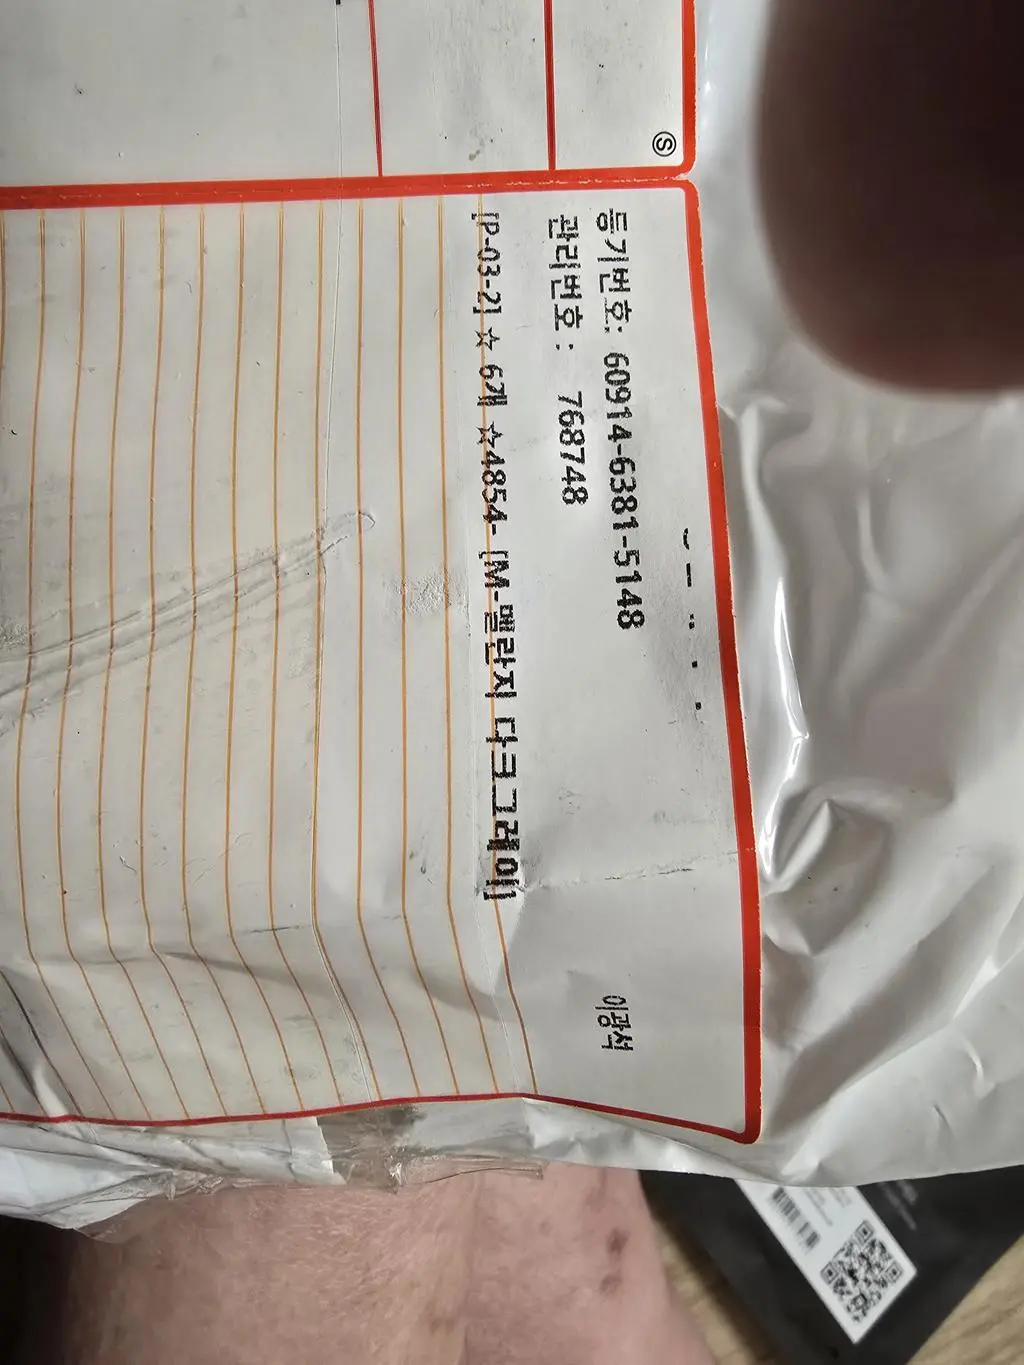 Ⓢ
등기번호: 60914-6381-5148
관리번호 : 768748
[P-03-2] ☆ 6개 ☆4854- [M-멜란지 다크그레이]
이광석